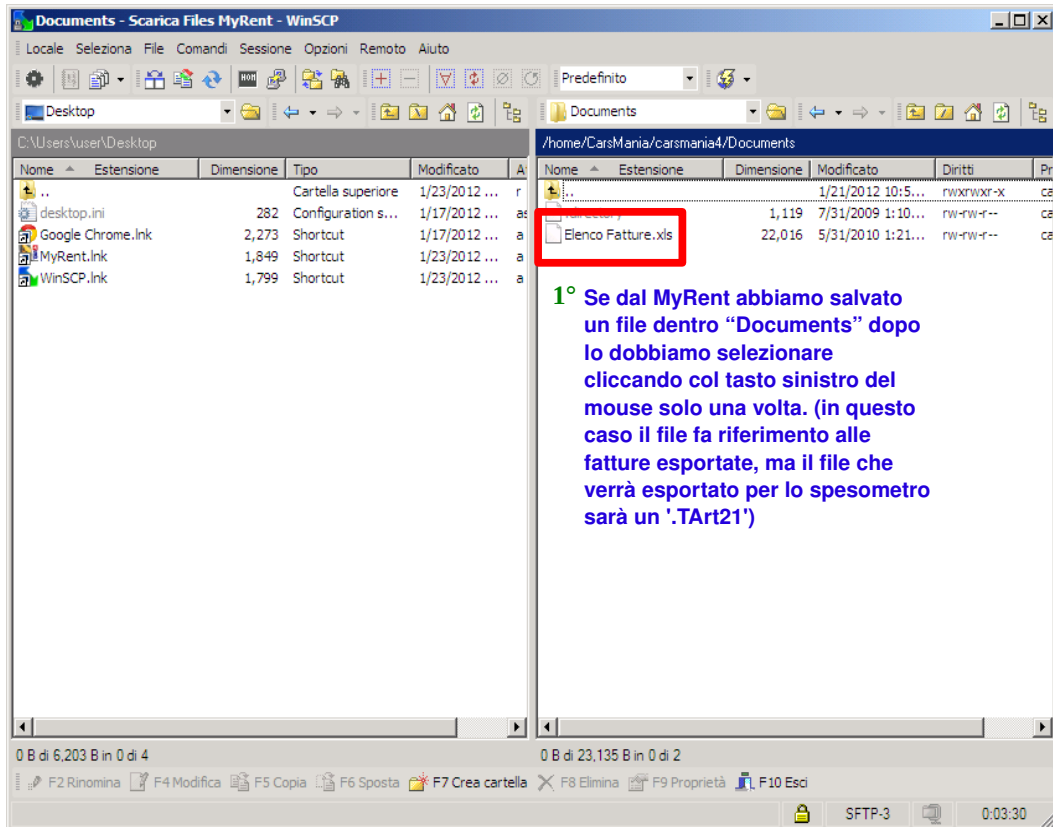 Documents - Scarica Files MyRent - WinSCP
Locale Seleziona File Comandi Sessione Opzioni Remoto Aiuto
Predefinito
Desktop
Documents
C:\Users\user\Desktop
/home/CarsMania/carsmania4/Documents
Nome Estensione Dimensione Tipo Modificato
.. Cartella superiore 1/23/2012 ... r
desktop.ini 282 Configuration s... 1/17/2012 ... as
Google Chrome.lnk 2,273 Shortcut 1/17/2012 ... a
MyRent.lnk 1,849 Shortcut 1/23/2012 ... a
WinSCP.lnk 1,799 Shortcut 1/23/2012 ... a
Nome Estensione Dimensione Modificato Diritti Pr
.. 1/21/2012 10:5... rwxrwxr-x ca
1,119 7/31/2009 1:10... rw-rw-r-- ca
Elenco Fatture.xls 22,016 5/31/2010 1:21... rw-rw-r-- ca
1° Se dal MyRent abbiamo salvato
un file dentro “Documents” dopo
lo dobbiamo selezionare
cliccando col tasto sinistro del
mouse solo una volta. (in questo
caso il file fa riferimento alle
fatture esportate, ma il file che
verrà esportato per lo spesometro
sarà un '.TArt21')
0 B di 6,203 B in 0 di 4
0 B di 23,135 B in 0 di 2
F2 Rinomina F4 Modifica F5 Copia F6 Sposta F7 Crea cartella F8 Elimina F9 Proprietà F10 Esci
SFTP-3 0:03:30